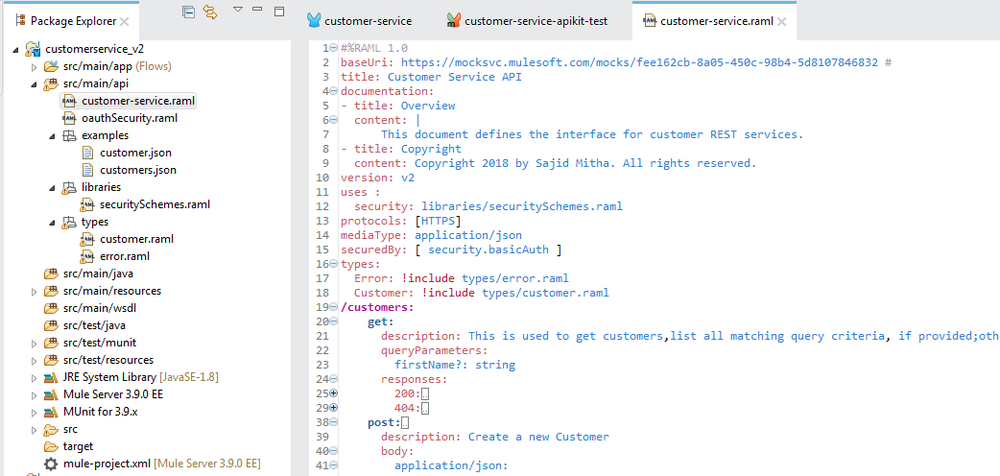 Package Explorer
customerservice_v2
src/main/app (Flows)
src/main/api
customer-service.raml
oauthSecurity.raml
examples
customer.json
customers.json
libraries
securitySchemes.raml
types
customer.raml
error.raml
src/main/java
src/main/resources
src/main/wsdl
src/test/java
src/test/munit
src/test/resources
JRE System Library [JavaSE-1.8]
Mule Server 3.9.0 EE
MUnit for 3.9.x
src
target
mule-project.xml [Mule Server 3.9.0 EE]
customer-service
customer-service-apikit-test
RAML customer-service.raml
1 #%RAML 1.0
2 baseUri: https://mocksvc.mulesoft.com/mocks/fee162cb-8a05-450c-98b4-5d8107846832 #
3 title: Customer Service API
4 documentation:
5 - title: Overview
6 content: |
7 This document defines the interface for customer REST services.
8 - title: Copyright
9 content: Copyright 2018 by Sajid Mitha. All rights reserved.
10 version: v2
11 uses :
12 security: libraries/securitySchemes.raml
13 protocols: [HTTPS]
14 mediaType: application/json
15 securedBy: [ security.basicAuth ]
16 types:
17 Error: !include types/error.raml
18 Customer: !include types/customer.raml
19 /customers:
20 get:
21 description: This is used to get customers,list all matching query criteria, if provided;oth
22 queryParameters:
23 firstName?: string
24 responses:
25 200:
29 404:
38 post:
39 description: Create a new Customer
40 body:
41 application/json: